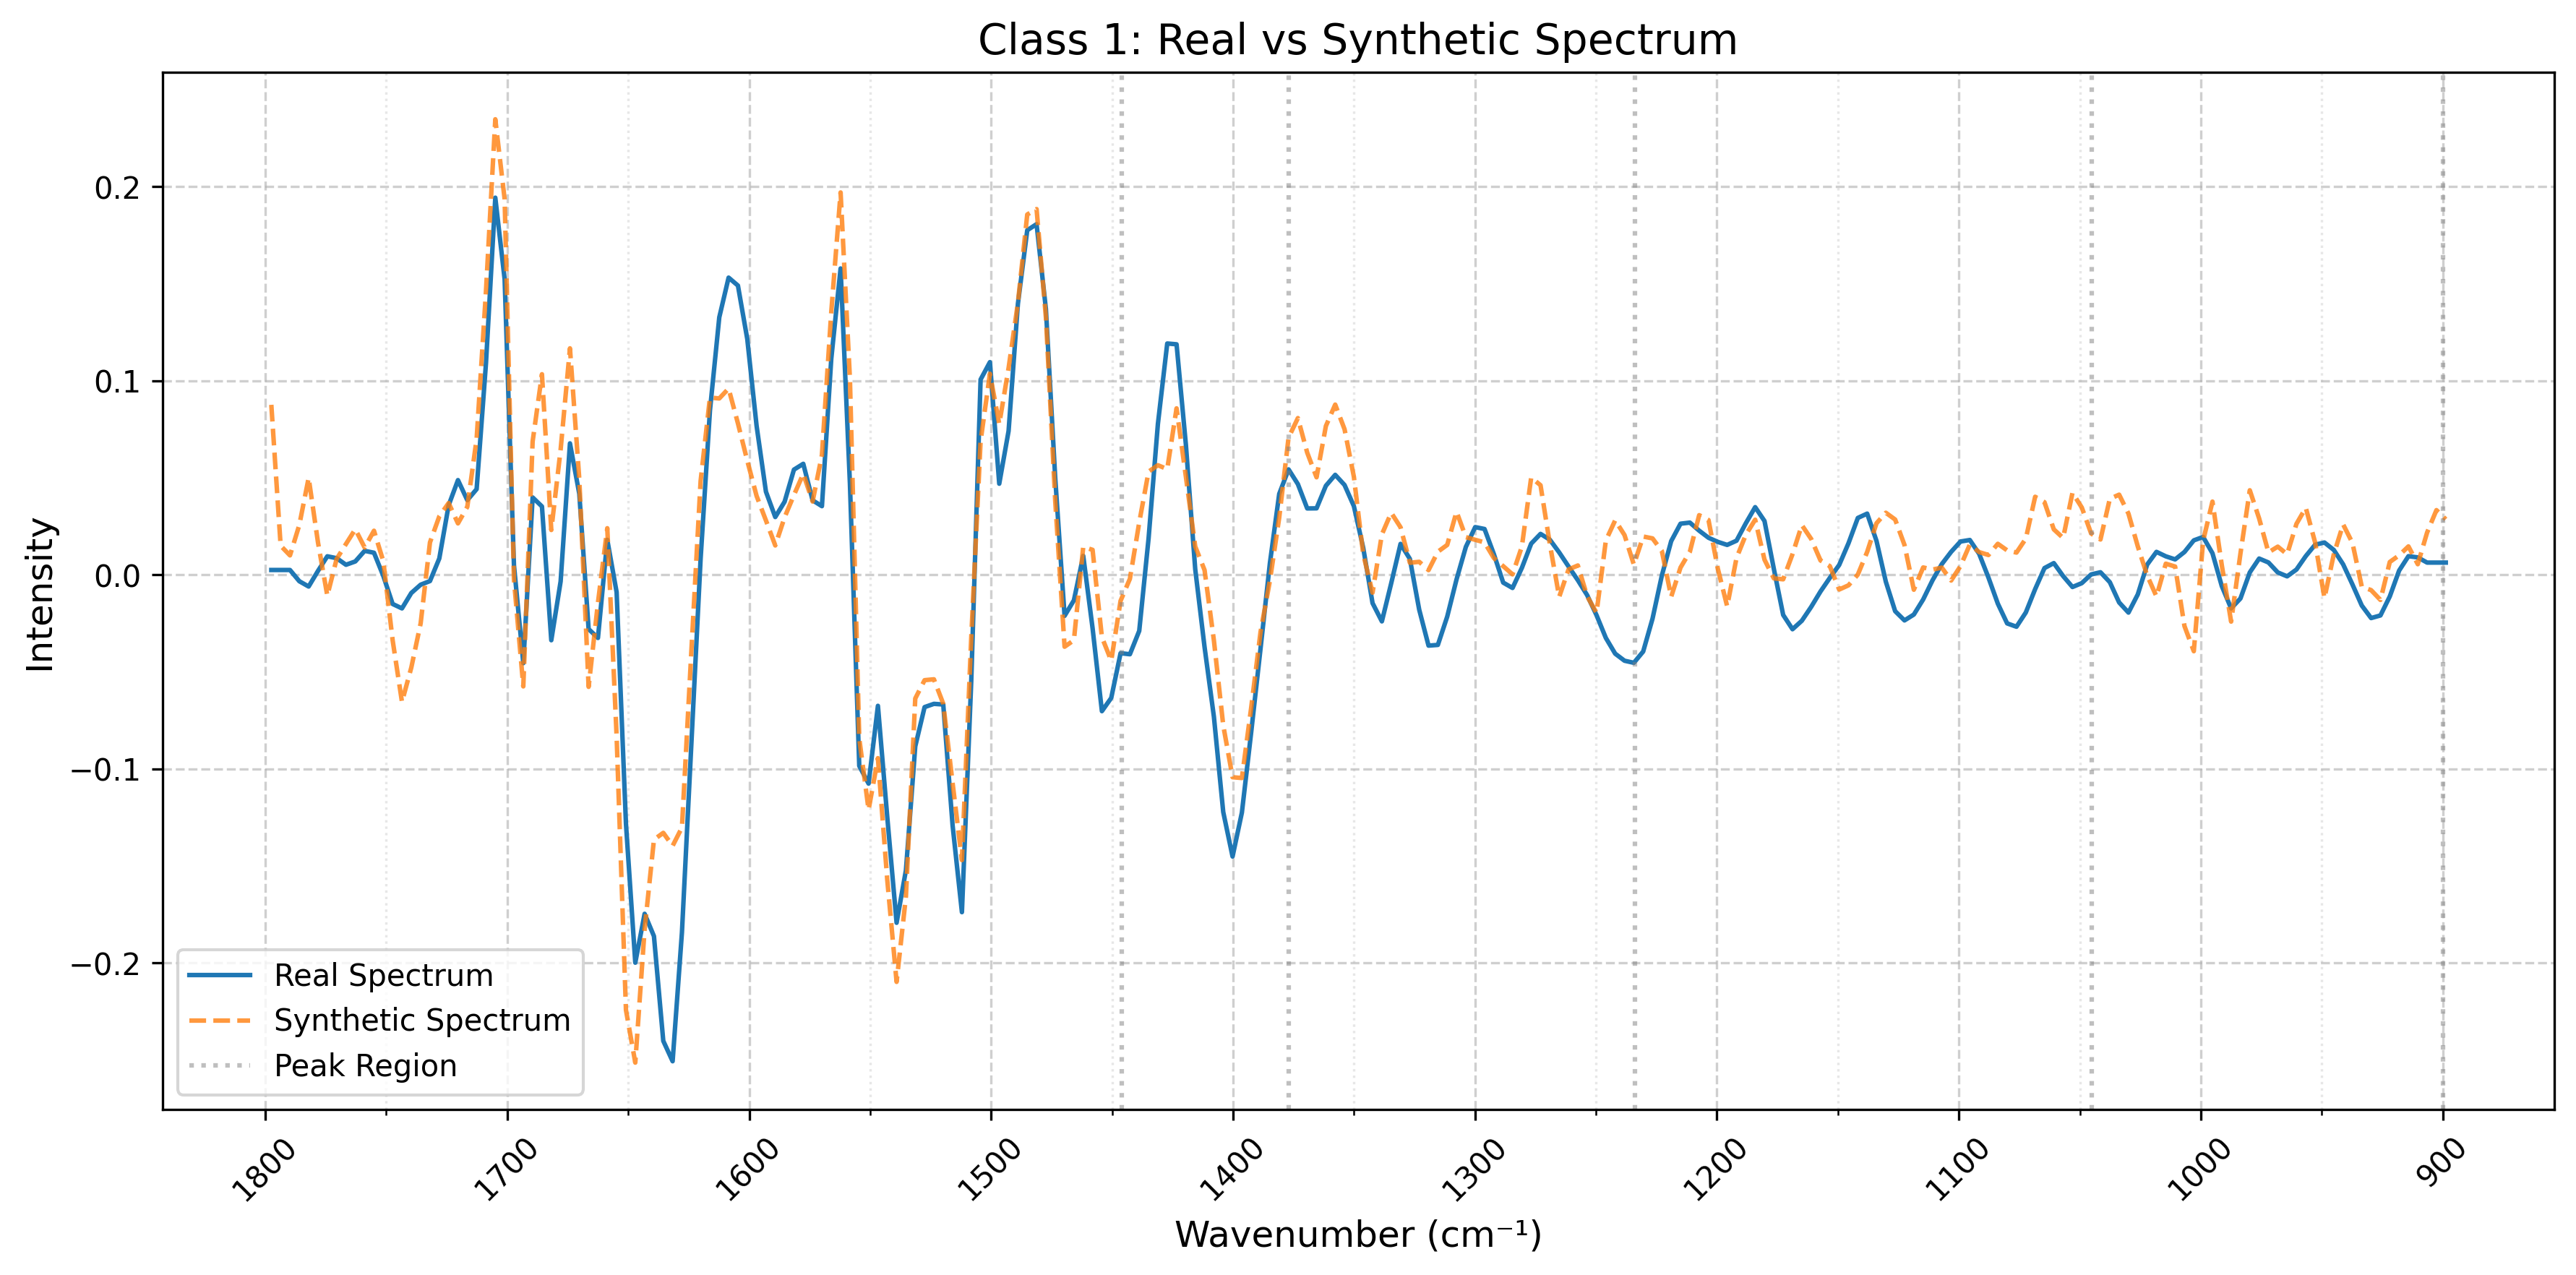 Class 1: Real vs Synthetic Spectrum
Intensity
0.2
0.1
0.0
−0.1
−0.2
Real Spectrum
Synthetic Spectrum
Peak Region
1800 1700 1600 1500 1400 1300 1200 1100 1000 900
Wavenumber (cm⁻¹)